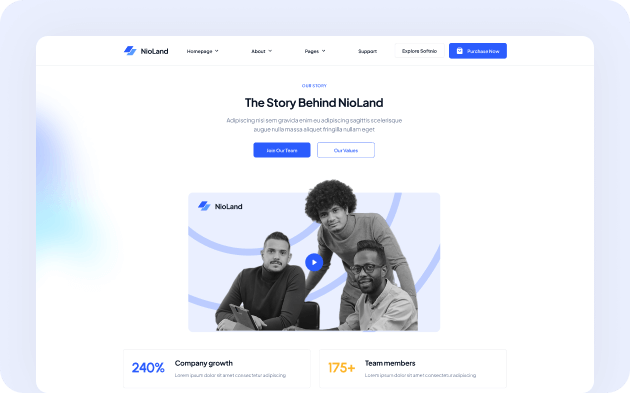 NioLand
Homepage
About
Pages
Support
Explore Softnio
Purchase Now
OUR STORY
The Story Behind NioLand
Adipiscing nisi sem gravida enim eu adipiscing sagittis scelerisque
augue nulla massa aliquet fringilla nullam eget
Join Our Team
Our Values
NioLand
240%
Company growth
Lorem ipsum dolor sit amet consectetur adipiscing
175+
Team members
Lorem ipsum dolor sit amet consectetur adipiscing